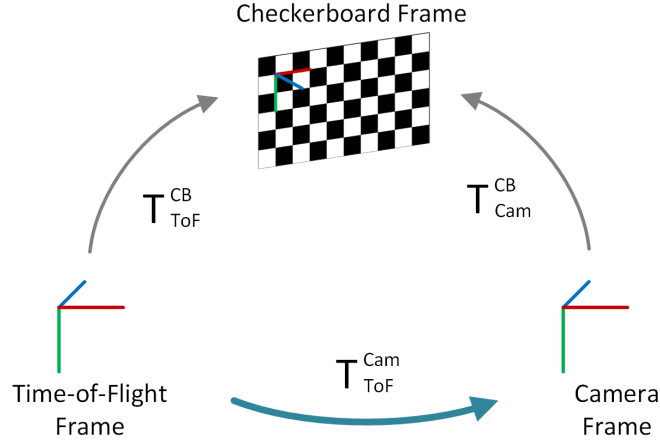 Checkerboard Frame
T CB ToF
T CB Cam
T Cam ToF
Time-of-Flight
Frame
Camera
Frame